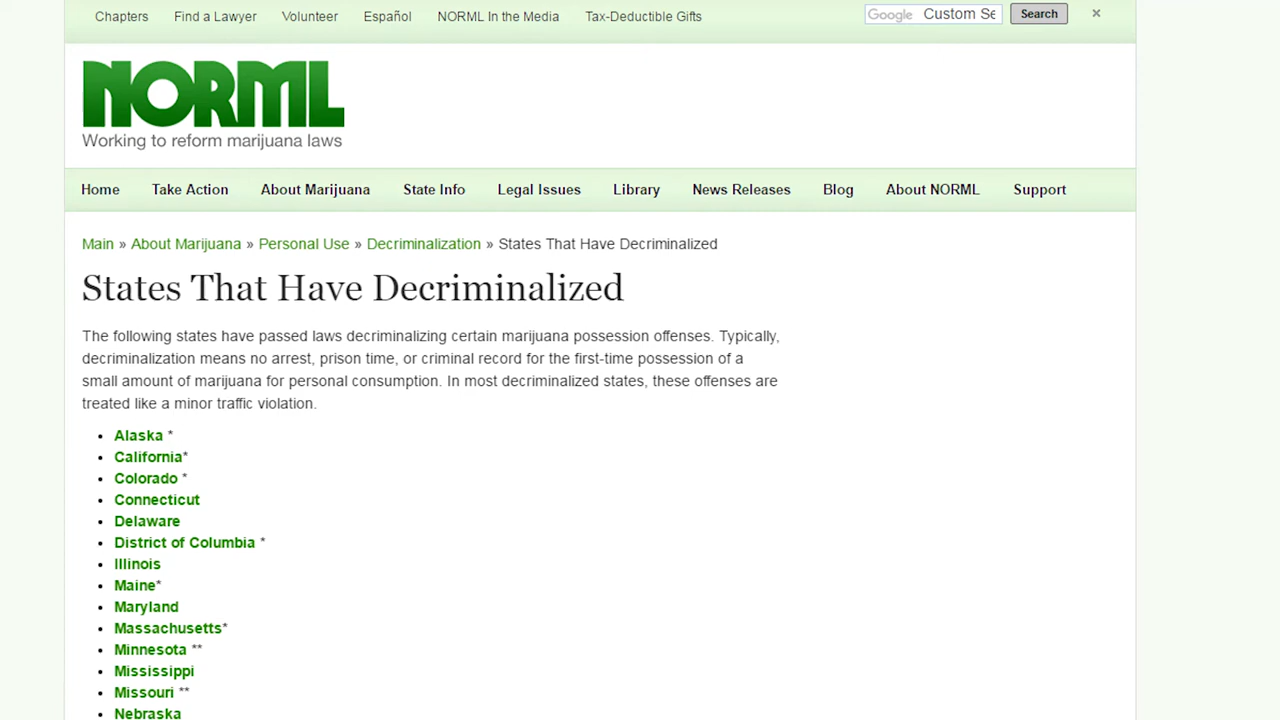 Chapters Find a Lawyer Volunteer Español NORML In the Media Tax-Deductible Gifts Google Custom Se Search ×
NORML
Working to reform marijuana laws
Home Take Action About Marijuana State Info Legal Issues Library News Releases Blog About NORML Support
Main » About Marijuana » Personal Use » Decriminalization » States That Have Decriminalized
States That Have Decriminalized
The following states have passed laws decriminalizing certain marijuana possession offenses. Typically,
decriminalization means no arrest, prison time, or criminal record for the first-time possession of a
small amount of marijuana for personal consumption. In most decriminalized states, these offenses are
treated like a minor traffic violation.
• Alaska *
• California*
• Colorado *
• Connecticut
• Delaware
• District of Columbia *
• Illinois
• Maine*
• Maryland
• Massachusetts*
• Minnesota **
• Mississippi
• Missouri **
• Nebraska